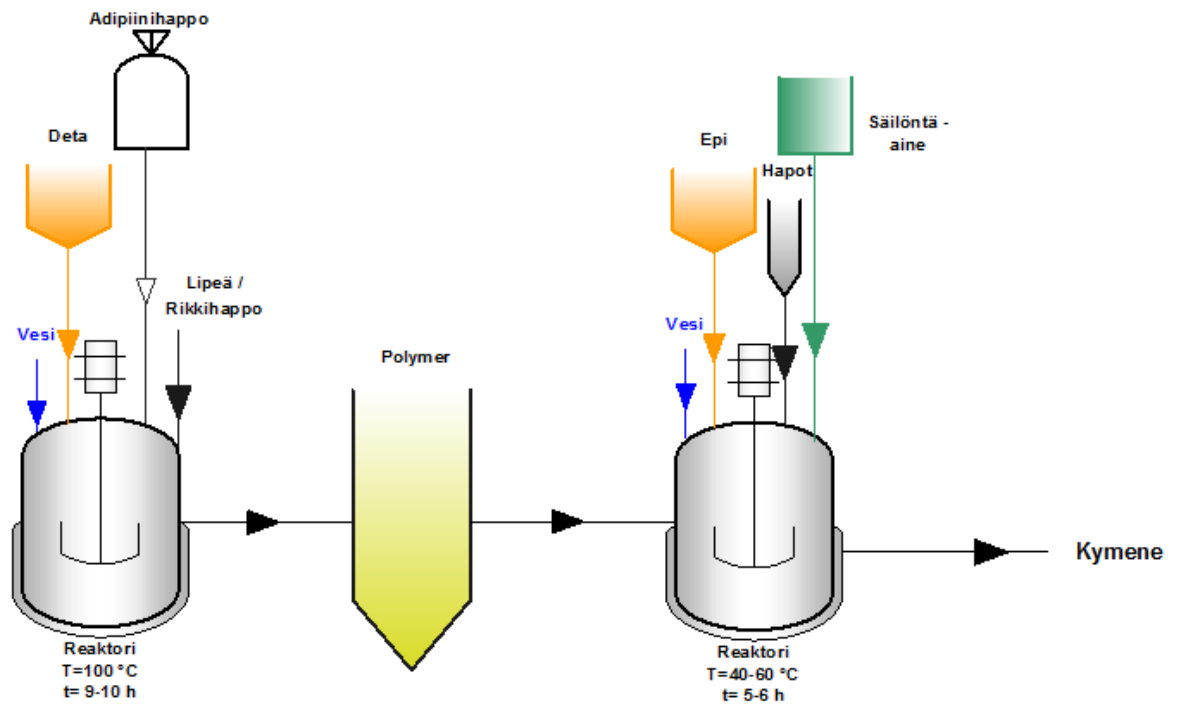 Adipiinihappo
Deta
Lipeä /
Rikkihappo
Vesi
Polymer
Epi
Hapot
Säilöntä -
aine
Vesi
Reaktori
T=100 °C
t= 9-10 h
Reaktori
T=40-60 °C
t= 5-6 h
Kymene